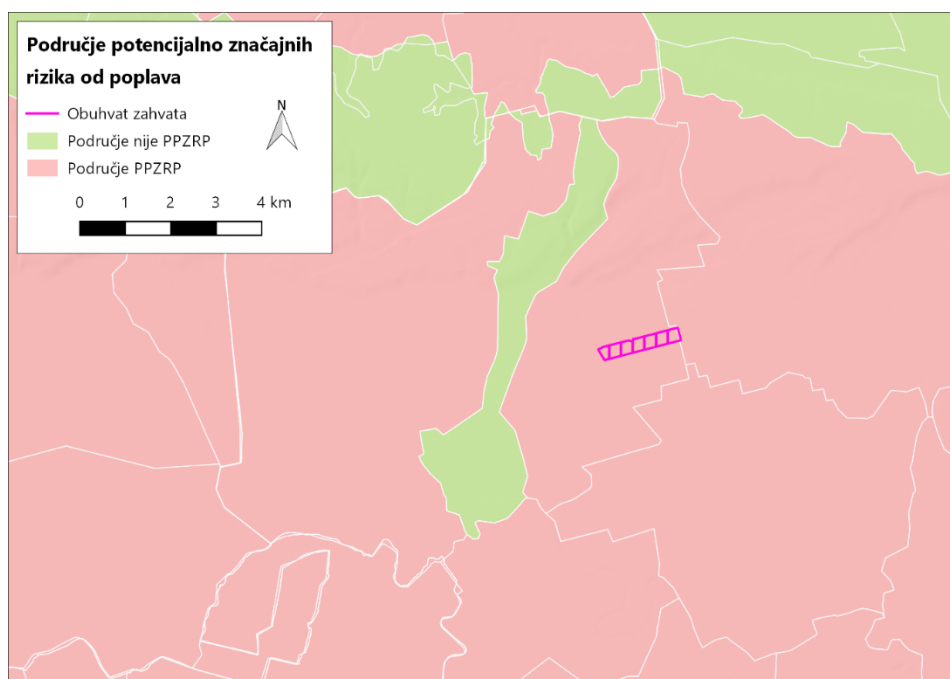 Područje potencijalno značajnih
rizika od poplava
Obuhvat zahvata
Područje nije PPZRP
Područje PPZRP
N
0 1 2 3 4 km